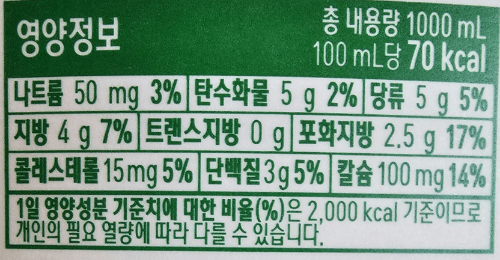 영양정보
총 내용량 1000 mL
100 mL당 70 kcal
나트륨 50 mg 3% 탄수화물 5 g 2% 당류 5 g 5%
지방 4 g 7% 트랜스지방 0 g 포화지방 2.5 g 17%
콜레스테롤 15mg 5% 단백질 3g 5% 칼슘 100 mg 14%
1일 영양성분 기준치에 대한 비율(%)은 2,000 kcal 기준이므로
개인의 필요 열량에 따라 다를 수 있습니다.